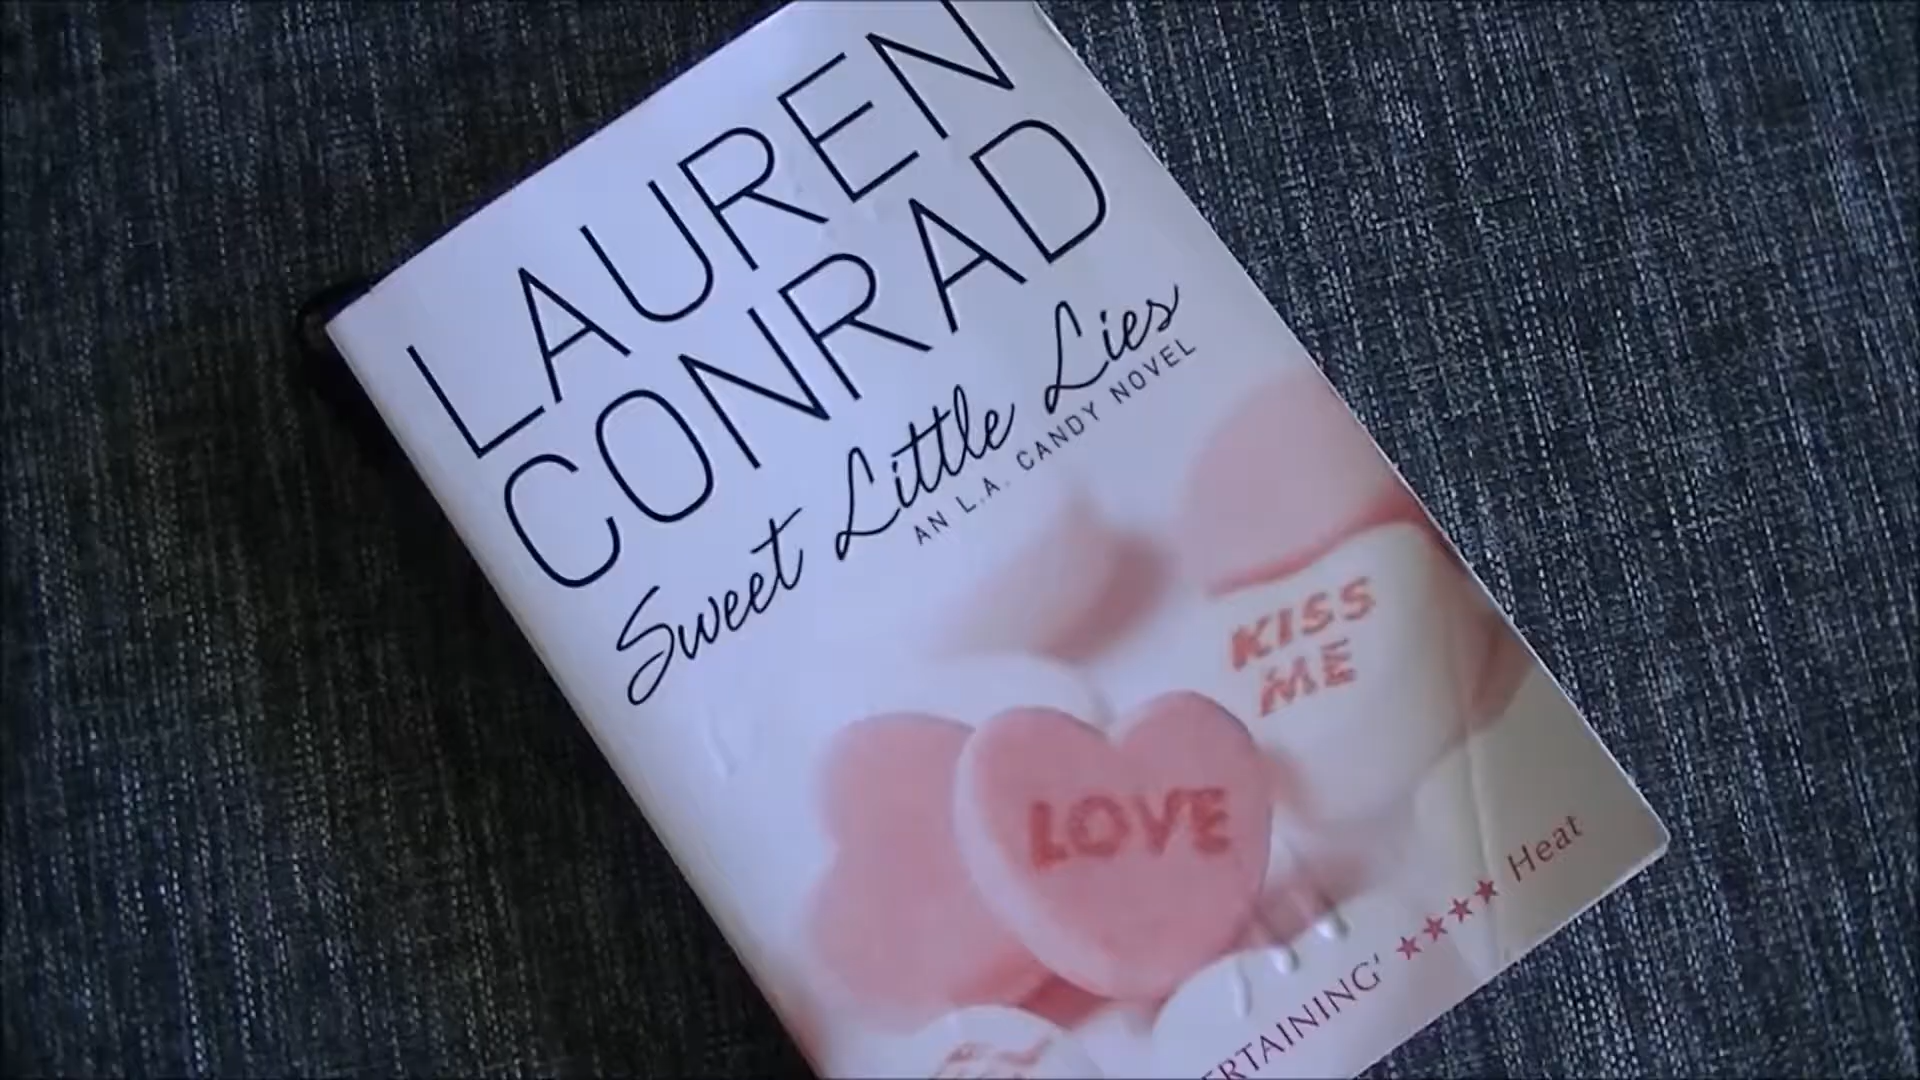 LAUREN
CONRAD
Sweet Little Lies
AN L.A. CANDY NOVEL
KISS
ME
LOVE
ERTAINING' ★★★★ Heat